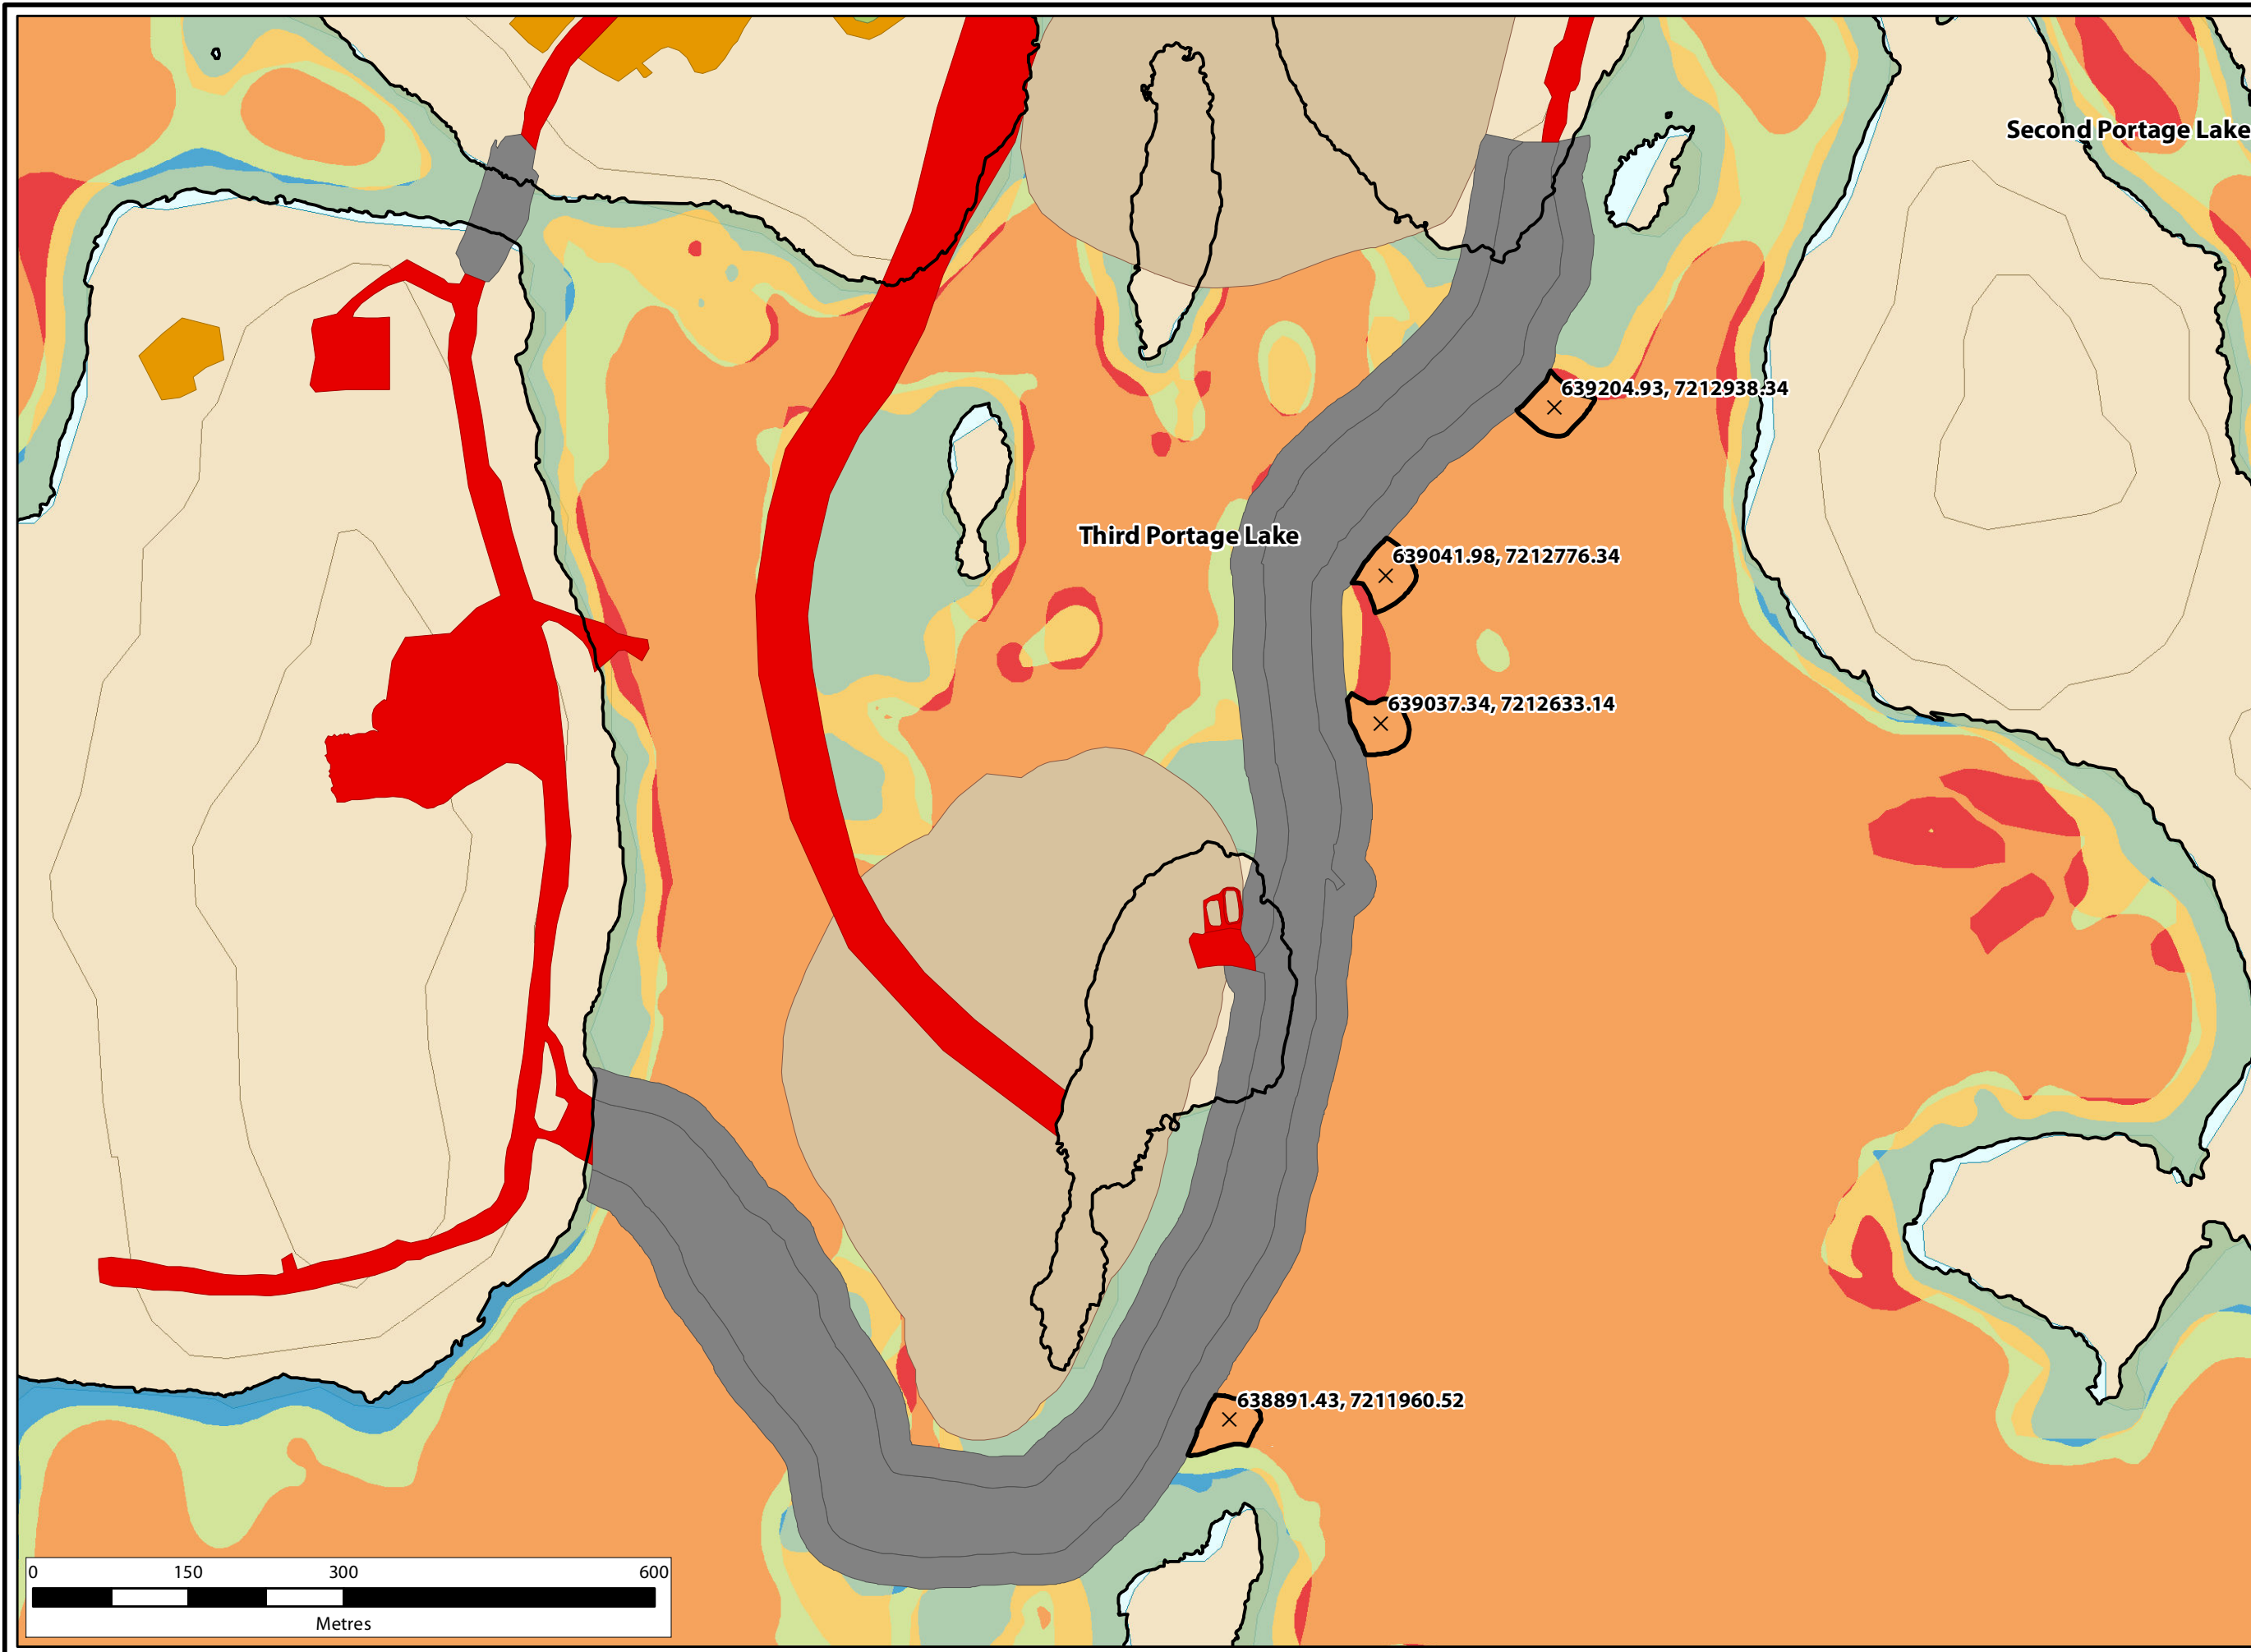 Second Portage Lake
639204.93, 7212938.34
Third Portage Lake
639041.98, 7212776.34
639037.34, 7212633.14
638891.43, 7211960.52
0 150 300 600
Metres